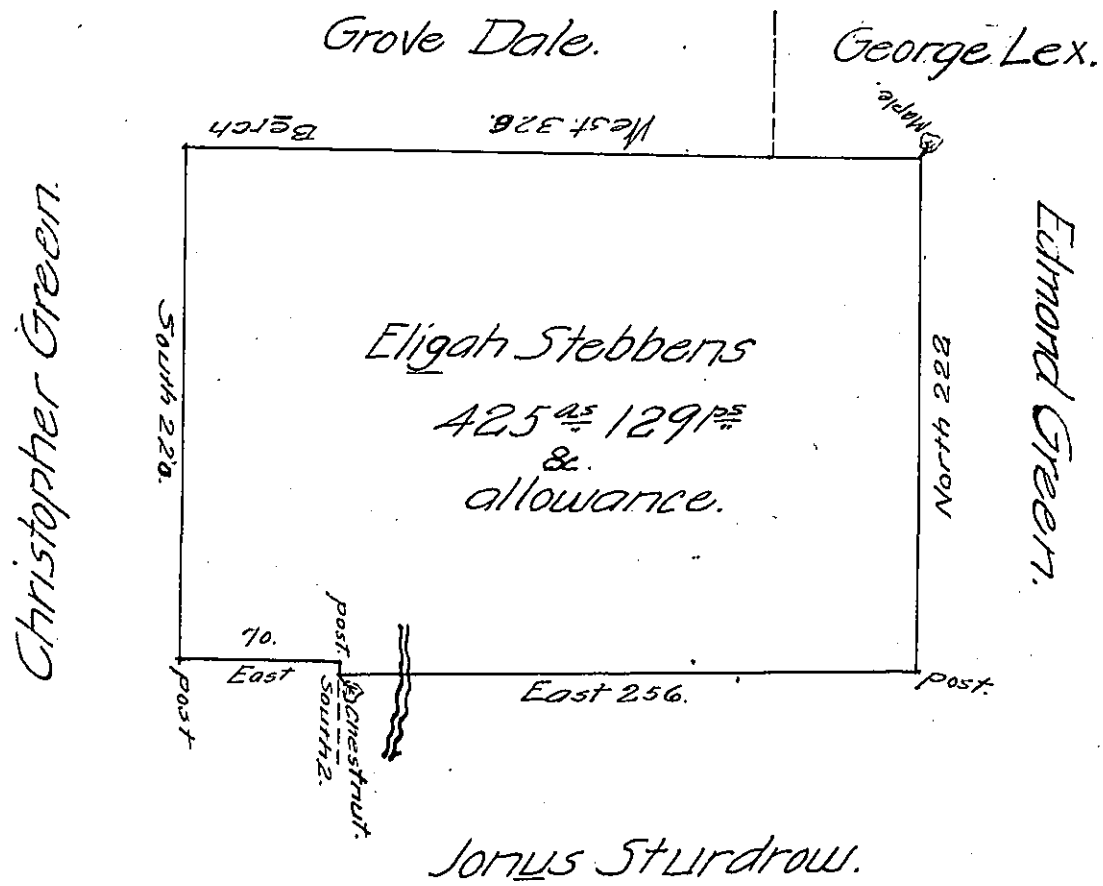 Grove Dale.
George Lex.
Maple.
Berch
West 326.
Christopher Green.
Edmond Green.
South 220.
North 222
Eligah Stebbens
425 as 129 ps
&c.
allowance.
70.
East
post
post.
South 2.
Chestnut.
East 256.
post.
Jonus Sturdrow.